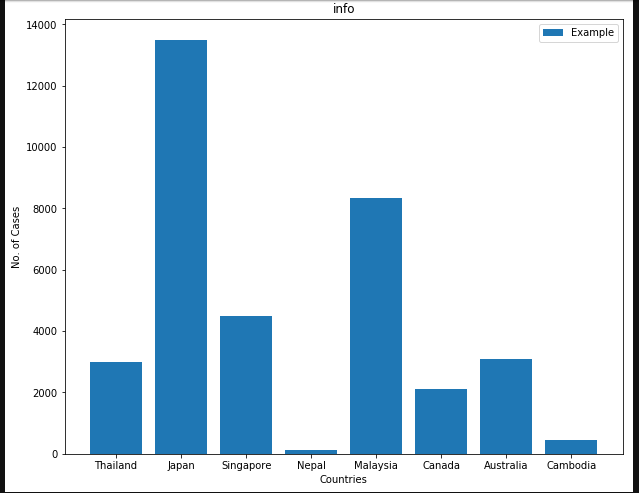 info
Example
14000
12000
10000
8000
6000
4000
2000
0
No. of Cases
Thailand Japan Singapore Nepal Malaysia Canada Australia Cambodia
Countries